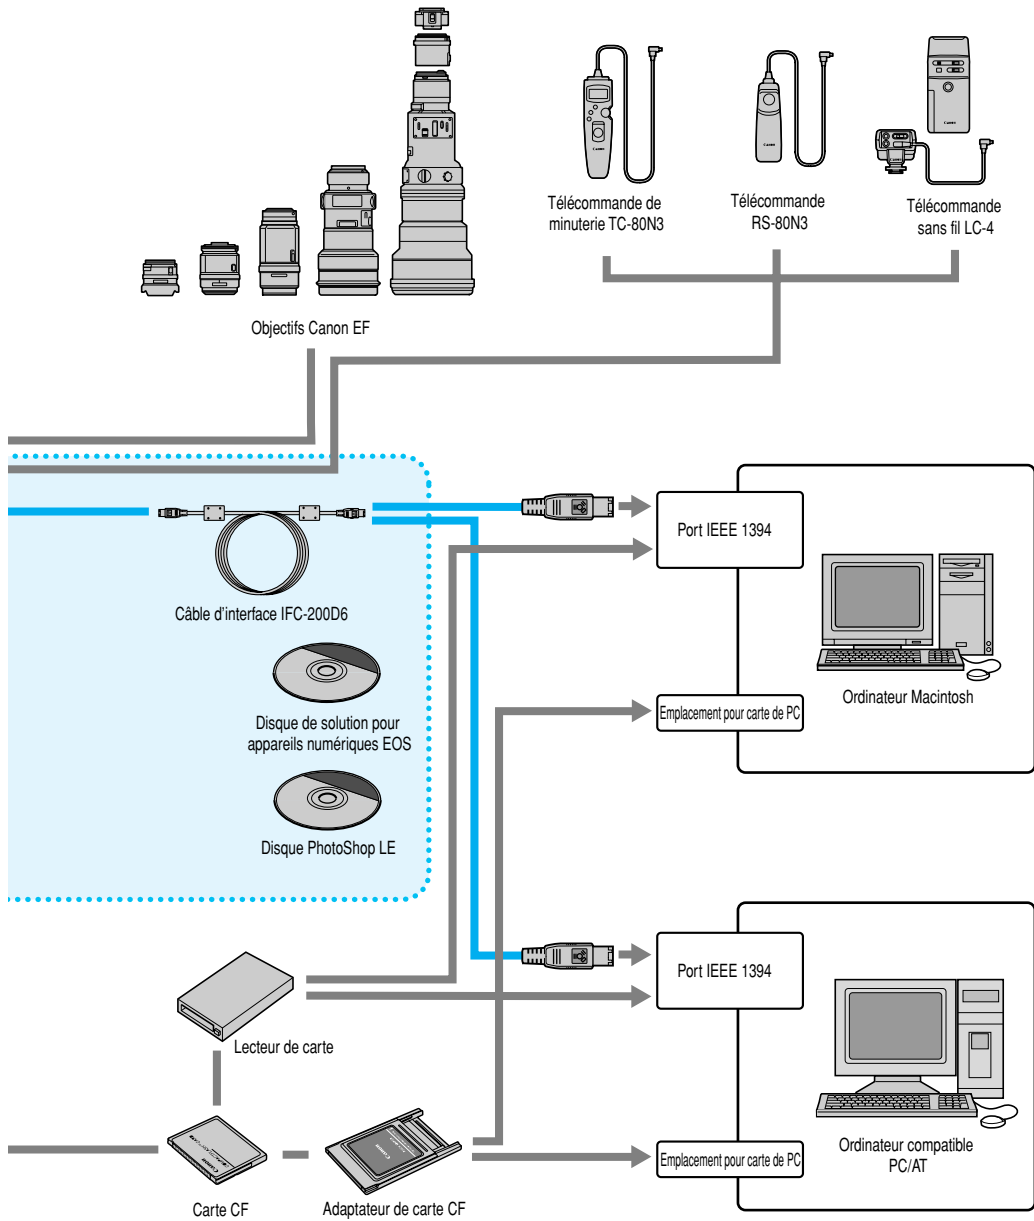 Télécommande de
minuterie TC-80N3
Télécommande
RS-80N3
Télécommande
sans fil LC-4
Objectifs Canon EF
Port IEEE 1394
Câble d'interface IFC-200D6
Ordinateur Macintosh
Emplacement pour carte de PC
Disque de solution pour
appareils numériques EOS
Disque PhotoShop LE
Port IEEE 1394
Lecteur de carte
Ordinateur compatible
PC/AT
Emplacement pour carte de PC
Carte CF
Adaptateur de carte CF
Canon
Canon
Canon